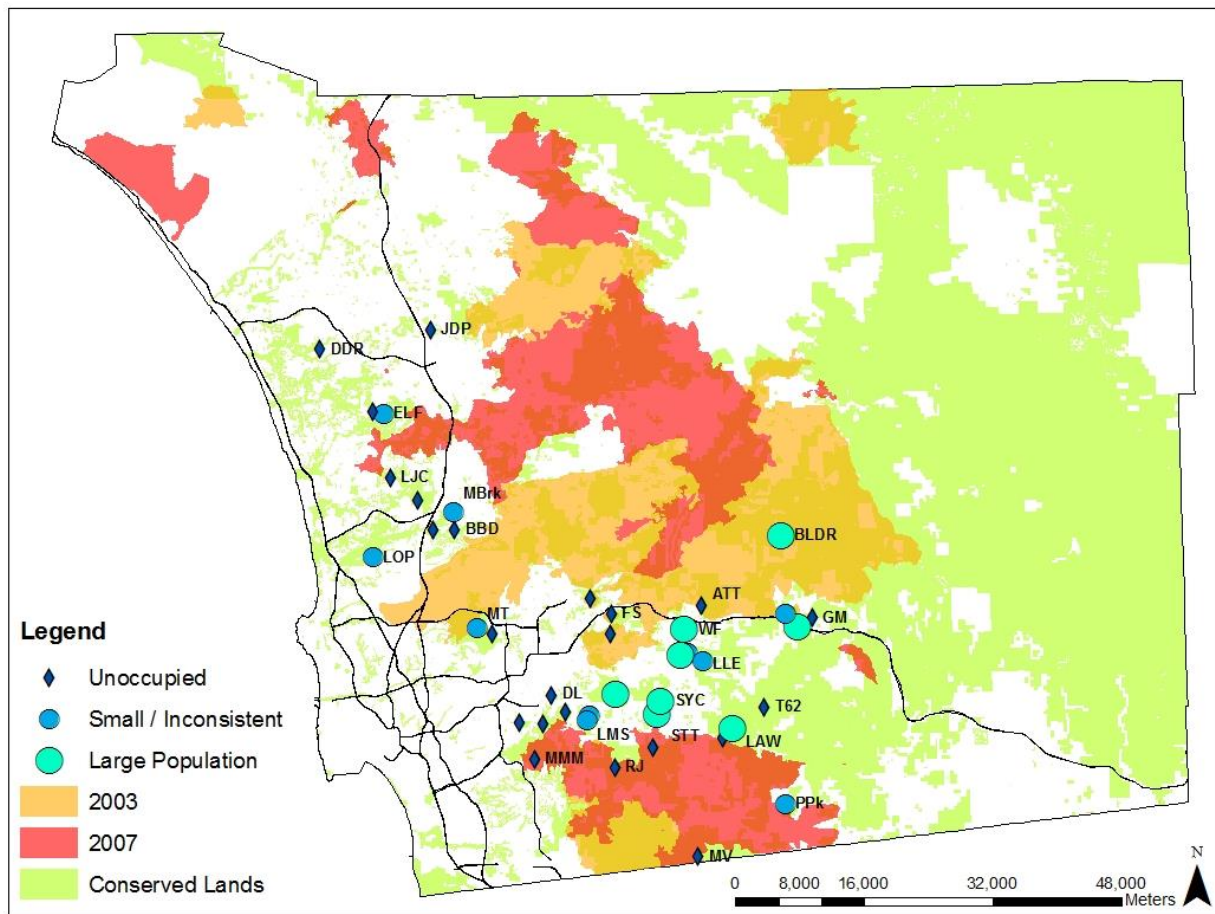 JDP
DDR
ELF
LJC
MBrk
BBD
LOP
BLDR
ATT
MT
FS
GM
WF
LLE
DL
SYC
T62
LMS
STT
LAW
MMM
RJ
PPk
MV
Legend
Unoccupied
Small / Inconsistent
Large Population
2003
2007
Conserved Lands
N
0 8,000 16,000 32,000 48,000
Meters